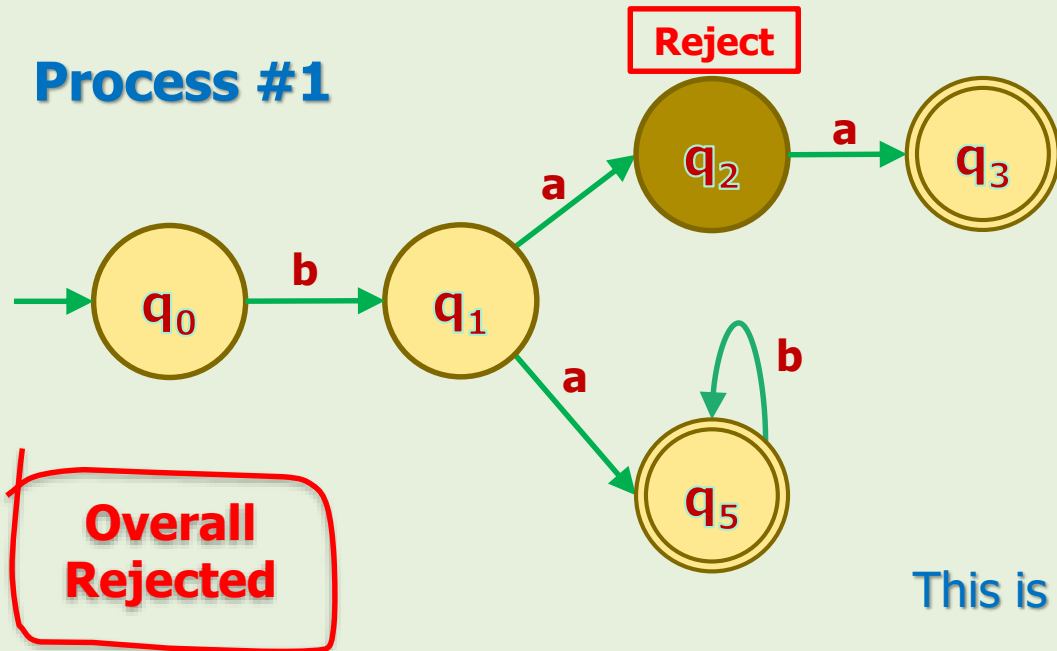 Reject
Process #1
a
q2
q3
a
b
q0
q1
a
b
q5
Overall
Rejected
This is